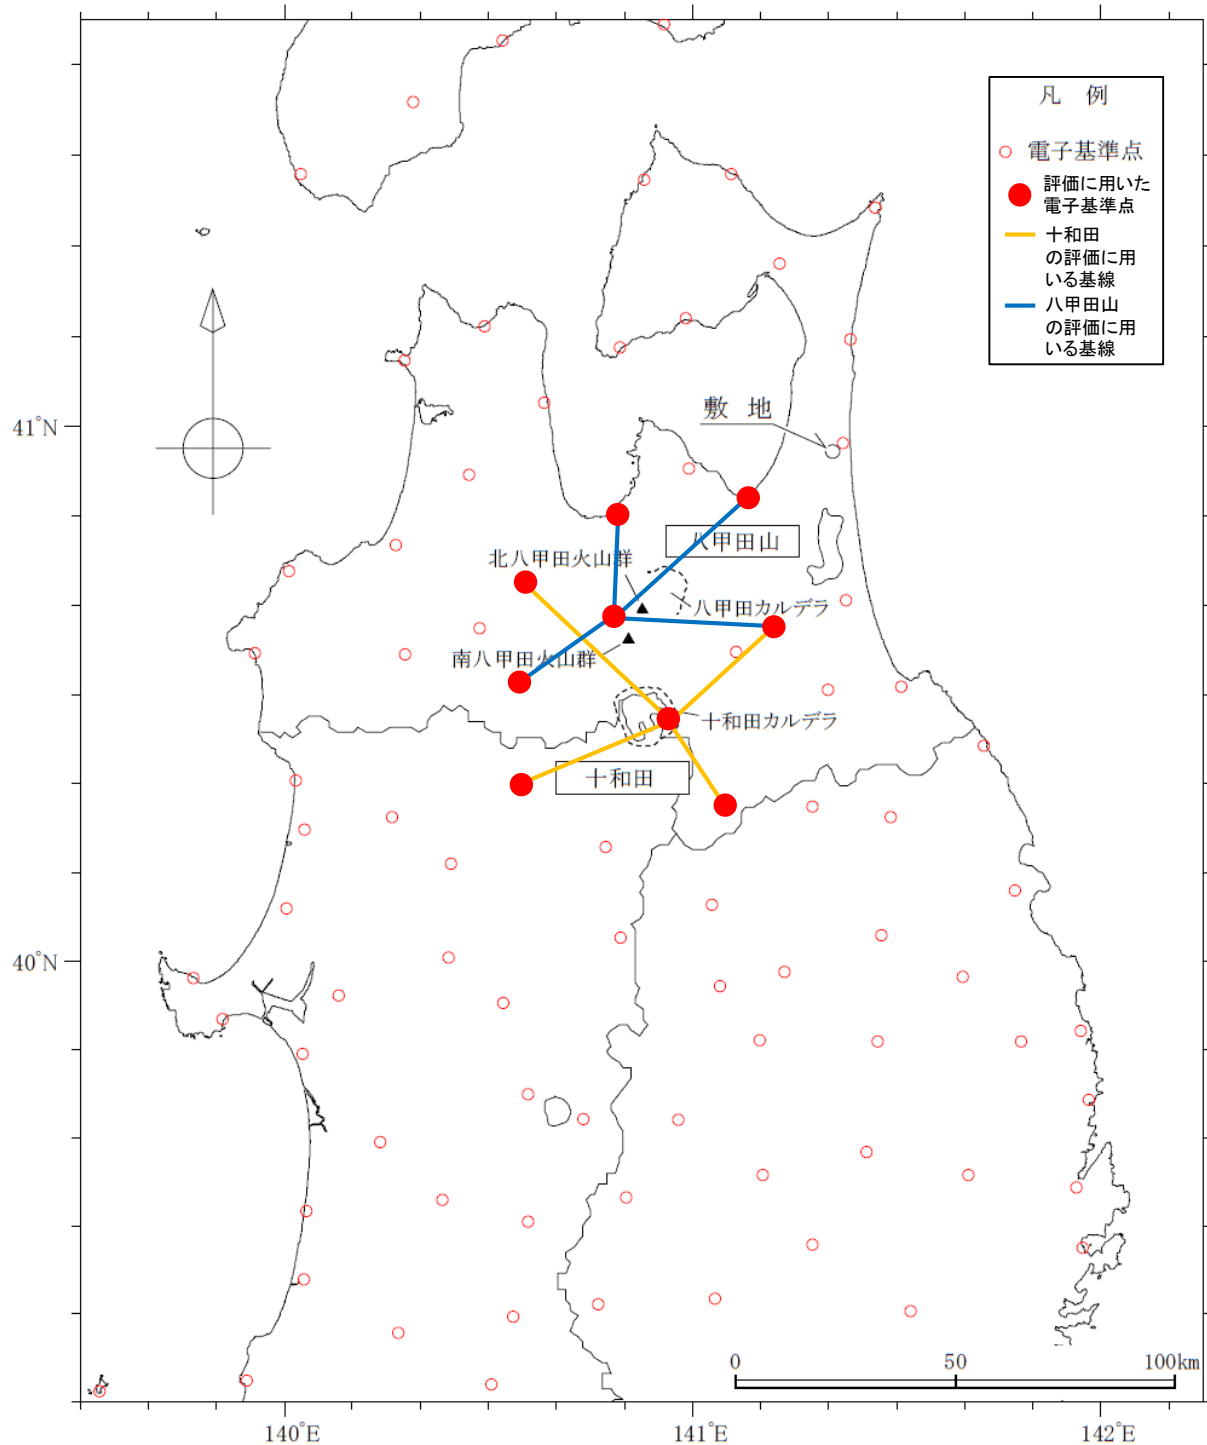 凡 例
電子基準点
評価に用いた
電子基準点
十和田
の評価に用
いる基線
八甲田山
の評価に用
いる基線
敷 地
41°N
八甲田山
北八甲田火山群
八甲田カルデラ
南八甲田火山群
十和田カルデラ
十和田
40°N
0 50 100km
140°E 141°E 142°E